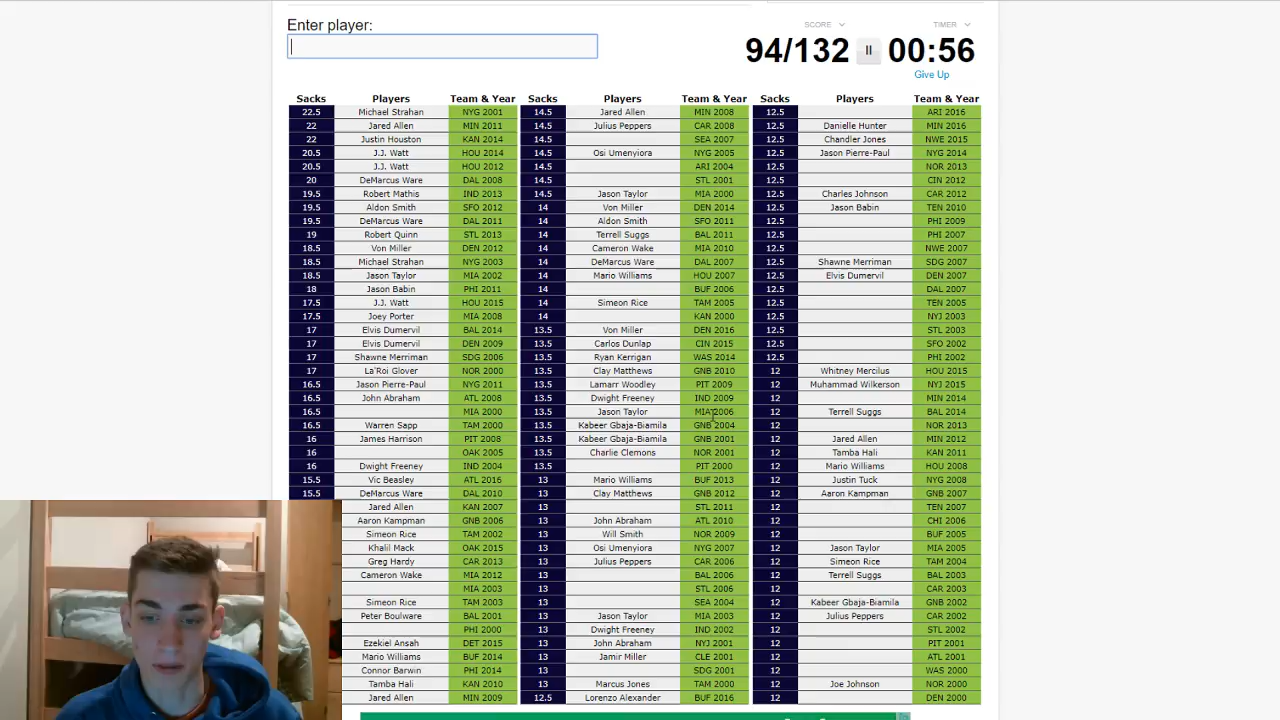 Enter player:
SCORE TIMER
94/132 00:56
Give Up
Sacks Players Team & Year Sacks Players Team & Year Sacks Players Team & Year
22.5 Michael Strahan NYG 2001 14.5 Jared Allen MIN 2008 12.5 ARI 2016
22 Jared Allen MIN 2011 14.5 Julius Peppers CAR 2008 12.5 Danielle Hunter MIN 2016
22 Justin Houston KAN 2014 14.5 SEA 2007 12.5 Chandler Jones NWE 2015
20.5 J.J. Watt HOU 2014 14.5 Osi Umenyiora NYG 2005 12.5 Jason Pierre-Paul NYG 2014
20.5 J.J. Watt HOU 2012 14.5 ARI 2004 12.5 NOR 2013
20 DeMarcus Ware DAL 2008 14.5 STL 2001 12.5 CIN 2012
19.5 Robert Mathis IND 2013 14.5 Jason Taylor MIA 2000 12.5 Charles Johnson CAR 2012
19.5 Aldon Smith SFO 2012 14 Von Miller DEN 2014 12.5 Jason Babin TEN 2010
19.5 DeMarcus Ware DAL 2011 14 Aldon Smith SFO 2011 12.5 PHI 2009
19 Robert Quinn STL 2013 14 Terrell Suggs BAL 2011 12.5 PHI 2007
18.5 Von Miller DEN 2012 14 Cameron Wake MIA 2010 12.5 NWE 2007
18.5 Michael Strahan NYG 2003 14 DeMarcus Ware DAL 2007 12.5 Shawne Merriman SDG 2007
18.5 Jason Taylor MIA 2002 14 Mario Williams HOU 2007 12.5 Elvis Dumervil DEN 2007
18 Jason Babin PHI 2011 14 BUF 2006 12.5 DAL 2007
17.5 J.J. Watt HOU 2015 14 Simeon Rice TAM 2005 12.5 TEN 2005
17.5 Joey Porter MIA 2008 14 KAN 2000 12.5 NYJ 2003
17 Elvis Dumervil BAL 2014 13.5 Von Miller DEN 2016 12.5 STL 2003
17 Elvis Dumervil DEN 2009 13.5 Carlos Dunlap CIN 2015 12.5 SFO 2002
17 Shawne Merriman SDG 2006 13.5 Ryan Kerrigan WAS 2014 12.5 PHI 2002
17 La'Roi Glover NOR 2000 13.5 Clay Matthews GNB 2010 12 Whitney Mercilus HOU 2015
16.5 Jason Pierre-Paul NYG 2011 13.5 Lamarr Woodley PIT 2009 12 Muhammad Wilkerson NYJ 2015
16.5 John Abraham ATL 2008 13.5 Dwight Freeney IND 2009 12 MIN 2014
16.5 MIA 2000 13.5 Jason Taylor MIA 2006 12 Terrell Suggs BAL 2014
16.5 Warren Sapp TAM 2000 13.5 Kabeer Gbaja-Biamila GNB 2004 12 NOR 2013
16 James Harrison PIT 2008 13.5 Kabeer Gbaja-Biamila GNB 2001 12 Jared Allen MIN 2012
16 OAK 2005 13.5 Charlie Clemons NOR 2001 12 Tamba Hali KAN 2011
16 Dwight Freeney IND 2004 13.5 PIT 2000 12 Mario Williams HOU 2008
15.5 Vic Beasley ATL 2016 13 Mario Williams BUF 2013 12 Justin Tuck NYG 2008
15.5 DeMarcus Ware DAL 2010 13 Clay Matthews GNB 2012 12 Aaron Kampman GNB 2007
Jared Allen KAN 2007 13 STL 2011 12 TEN 2007
Aaron Kampman GNB 2006 13 John Abraham ATL 2010 12 CHI 2006
Simeon Rice TAM 2002 13 Will Smith NOR 2009 12 BUF 2005
Khalil Mack OAK 2015 13 Osi Umenyiora NYG 2007 12 Jason Taylor MIA 2005
Greg Hardy CAR 2013 13 Julius Peppers CAR 2006 12 Simeon Rice TAM 2004
Cameron Wake MIA 2012 13 BAL 2006 12 Terrell Suggs BAL 2003
MIA 2003 13 STL 2006 12 CAR 2003
Simeon Rice TAM 2003 13 SEA 2004 12 Kabeer Gbaja-Biamila GNB 2002
Peter Boulware BAL 2001 13 Jason Taylor MIA 2003 12 Julius Peppers CAR 2002
PHI 2000 13 Dwight Freeney IND 2002 12 STL 2002
Ezekiel Ansah DET 2015 13 John Abraham NYJ 2001 12 PIT 2001
Mario Williams BUF 2014 13 Jamir Miller CLE 2001 12 ATL 2001
Connor Barwin PHI 2014 13 SDG 2001 12 WAS 2000
Tamba Hali KAN 2010 13 Marcus Jones TAM 2000 12 Joe Johnson NOR 2000
Jared Allen MIN 2009 12.5 Lorenzo Alexander BUF 2016 12 DEN 2000